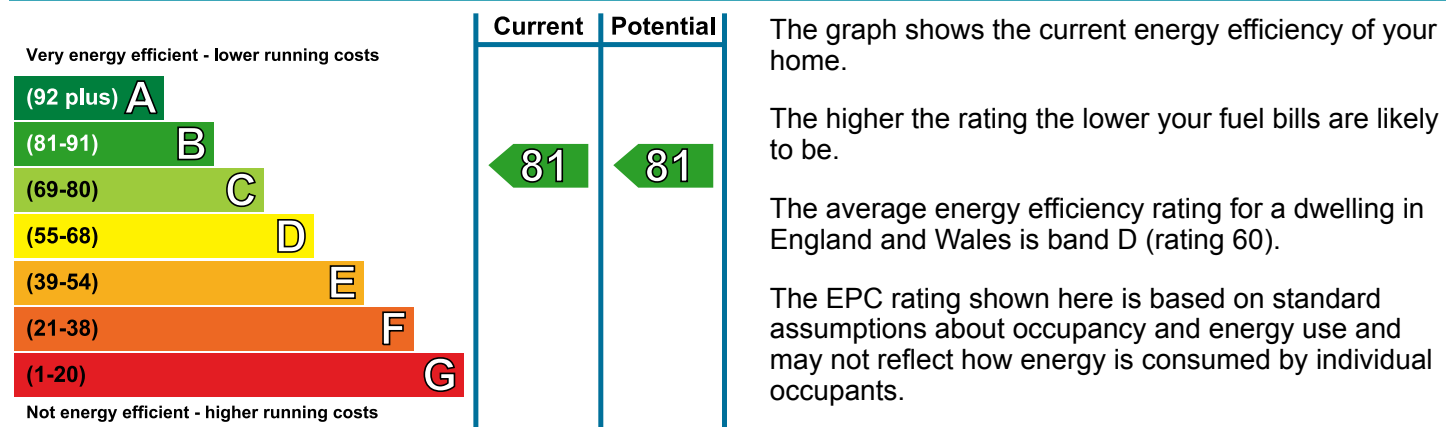 Current Potential
Very energy efficient - lower running costs
(92 plus) A
(81-91) B
(69-80) C
(55-68) D
(39-54) E
(21-38) F
(1-20) G
Not energy efficient - higher running costs
81 81
The graph shows the current energy efficiency of your
home.
The higher the rating the lower your fuel bills are likely
to be.
The average energy efficiency rating for a dwelling in
England and Wales is band D (rating 60).
The EPC rating shown here is based on standard
assumptions about occupancy and energy use and
may not reflect how energy is consumed by individual
occupants.